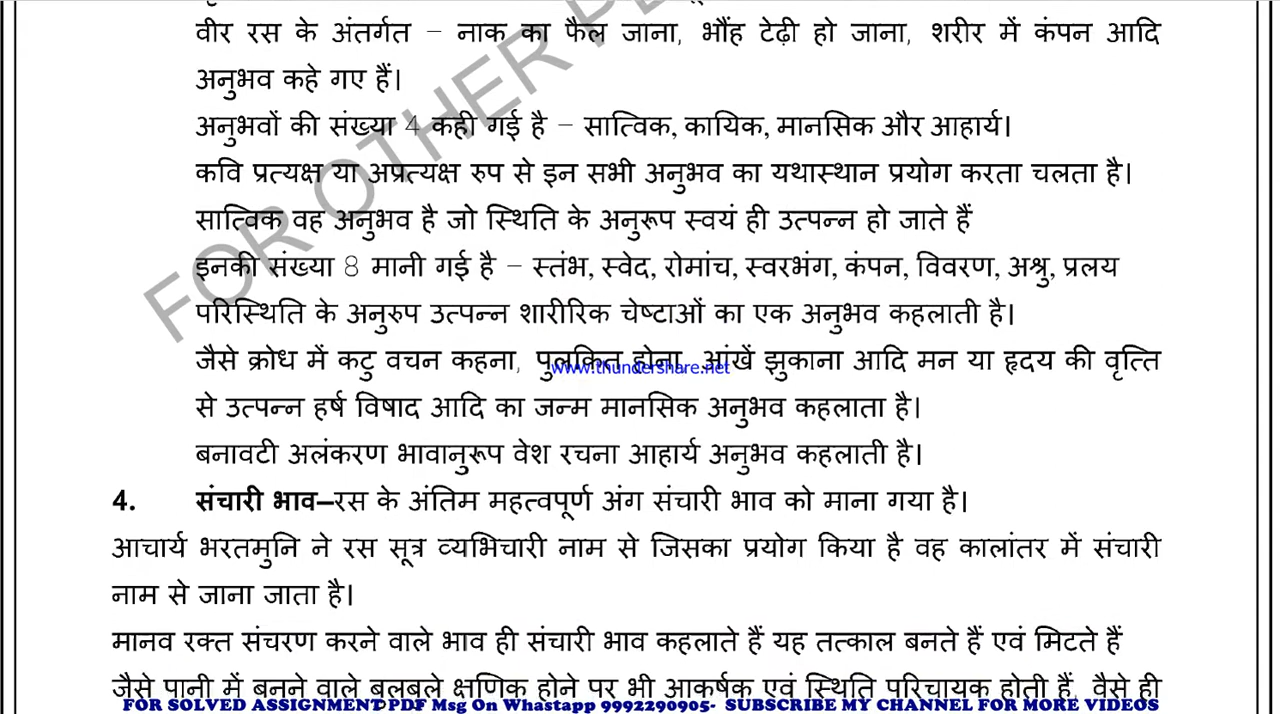 वीर रस के अंतर्गत – नाक का फैल जाना, भौंह टेढ़ी हो जाना, शरीर में कंपन आदि
अनुभव कहे गए हैं।
अनुभवों की संख्या 4 कही गई है – सात्विक, कायिक, मानसिक और आहार्य।
कवि प्रत्यक्ष या अप्रत्यक्ष रुप से इन सभी अनुभव का यथास्थान प्रयोग करता चलता है।
सात्विक वह अनुभव है जो स्थिति के अनुरूप स्वयं ही उत्पन्न हो जाते हैं
इनकी संख्या 8 मानी गई है – स्तंभ, स्वेद, रोमांच, स्वरभंग, कंपन, विवरण, अश्रु, प्रलय
परिस्थिति के अनुरुप उत्पन्न शारीरिक चेष्टाओं का एक अनुभव कहलाती है।
जैसे क्रोध में कटु वचन कहना, पुलकित होना, आंखें झुकाना आदि मन या हृदय की वृत्ति
www.thundershare.net
से उत्पन्न हर्ष विषाद आदि का जन्म मानसिक अनुभव कहलाता है।
बनावटी अलंकरण भावानुरूप वेश रचना आहार्य अनुभव कहलाती है।
4. संचारी भाव–रस के अंतिम महत्वपूर्ण अंग संचारी भाव को माना गया है।
आचार्य भरतमुनि ने रस सूत्र व्यभिचारी नाम से जिसका प्रयोग किया है वह कालांतर में संचारी
नाम से जाना जाता है।
मानव रक्त संचरण करने वाले भाव ही संचारी भाव कहलाते हैं यह तत्काल बनते हैं एवं मिटते हैं
जैसे पानी में बनने वाले बुलबुले क्षणिक होने पर भी आकर्षक एवं स्थिति परिचायक होती हैं, वैसे ही
FOR SOLVED ASSIGNMENT PDF Msg On Whastapp 9992290905- SUBSCRIBE MY CHANNEL FOR MORE VIDEOS
FOR OTHER